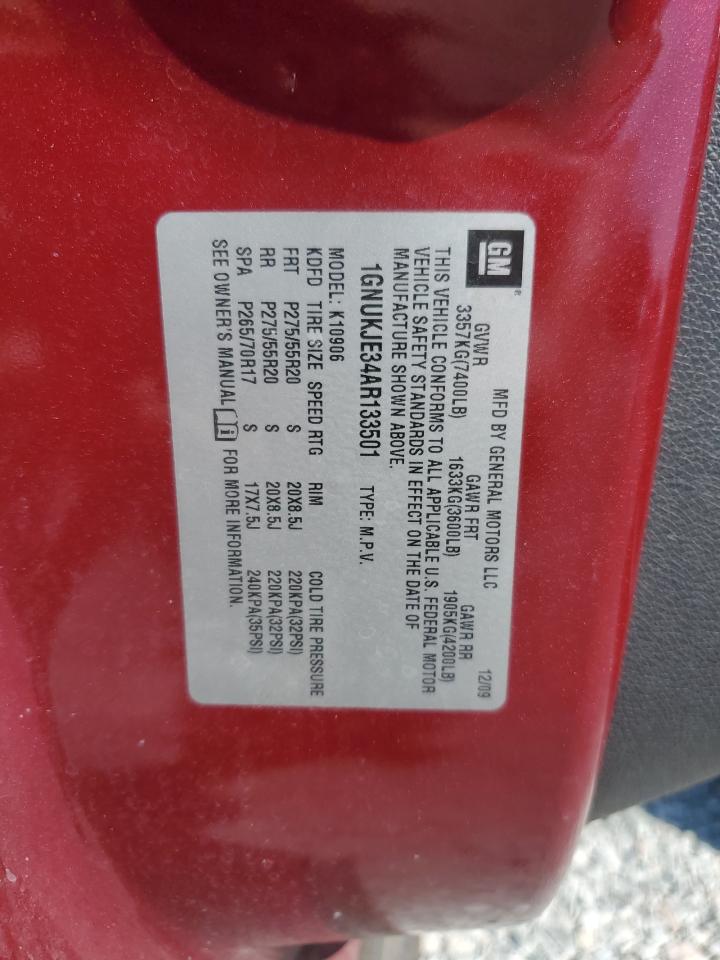 GM®
MFD BY GENERAL MOTORS LLC 12/09
GVWR GAWR FRT GAWR RR
3357KG(7400LB) 1633KG(3600LB) 1905KG(4200LB)
THIS VEHICLE CONFORMS TO ALL APPLICABLE U.S. FEDERAL MOTOR
VEHICLE SAFETY STANDARDS IN EFFECT ON THE DATE OF
MANUFACTURE SHOWN ABOVE.
1GNUKJE34AR133501 TYPE: M.P.V.
MODEL: K10906
KDFD TIRE SIZE SPEED RTG RIM COLD TIRE PRESSURE
FRT P275/55R20 S 20X8.5J 220KPA(32PSI)
RR P275/55R20 S 20X8.5J 220KPA(32PSI)
SPA P265/70R17 S 17X7.5J 240KPA(35PSI)
SEE OWNER'S MANUAL i FOR MORE INFORMATION.